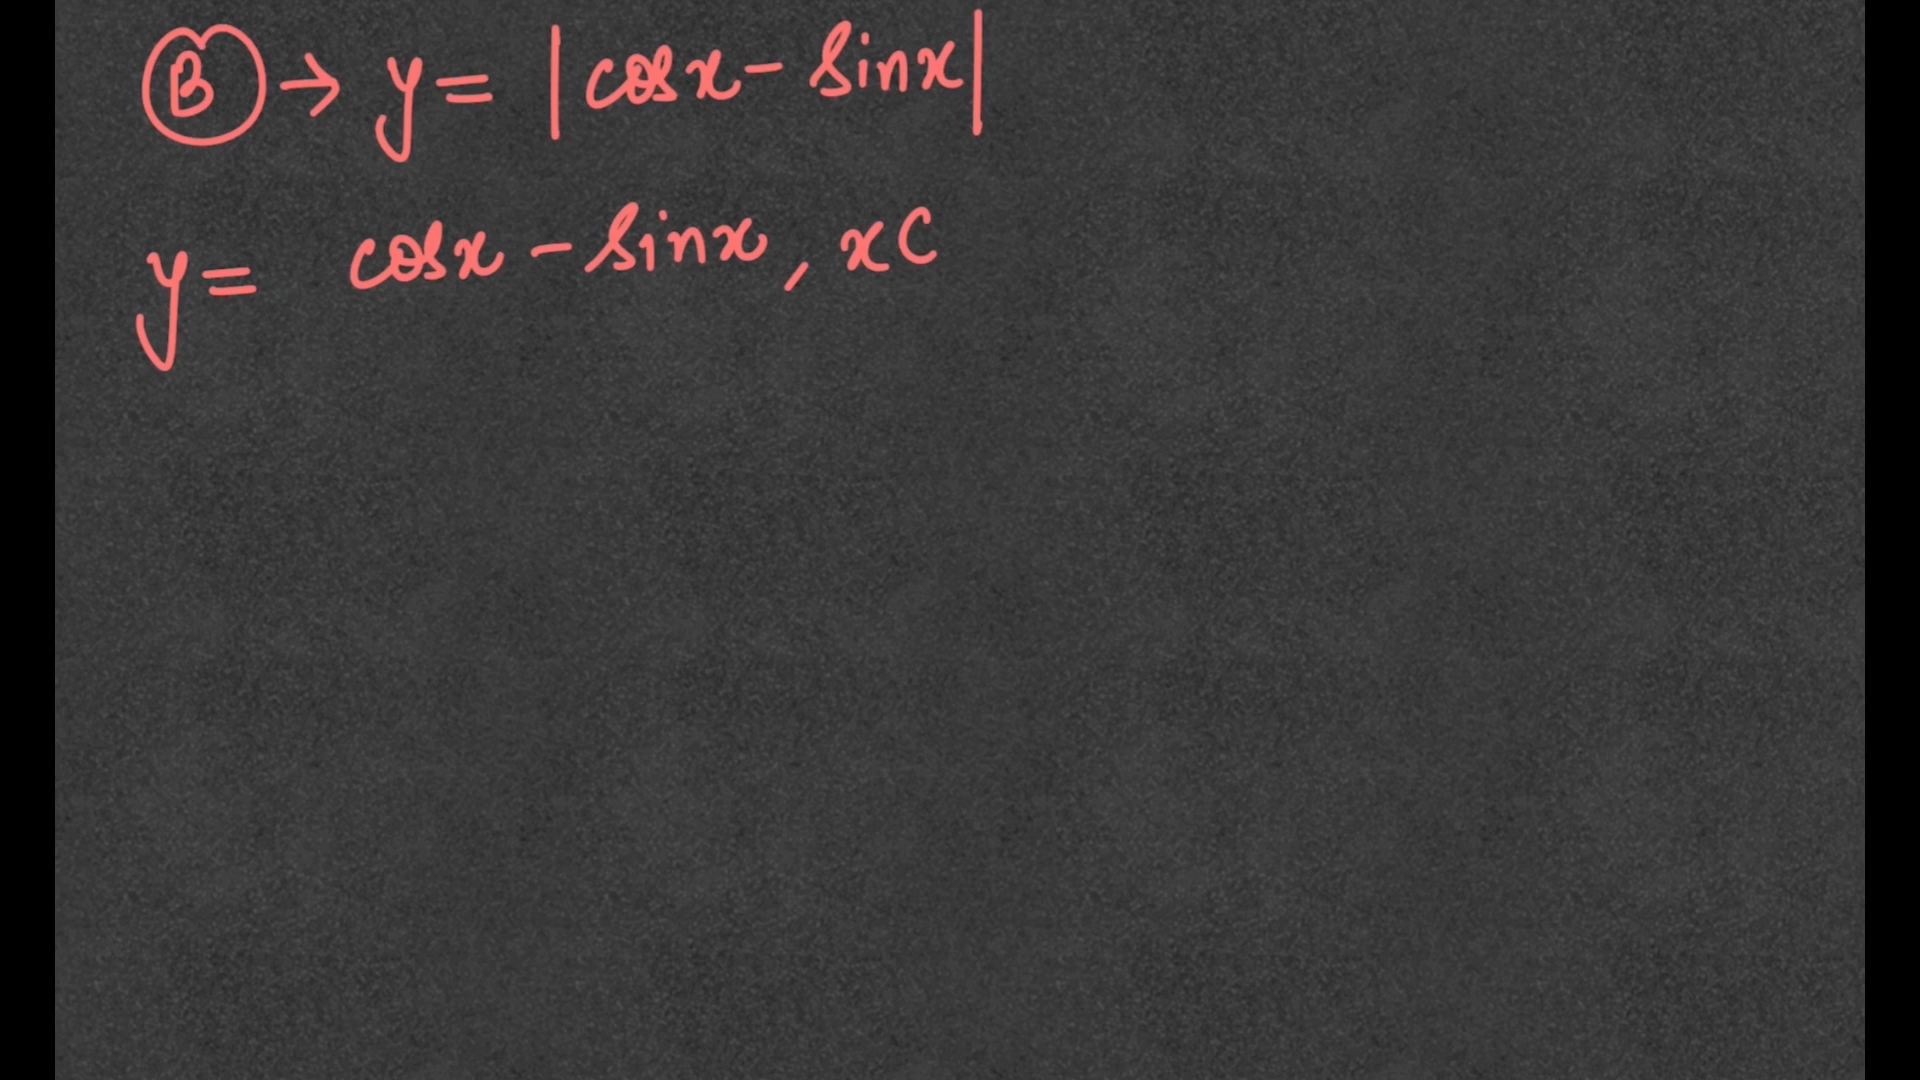 B → y = |cosx - sinx|
y = cosx - sinx, x C